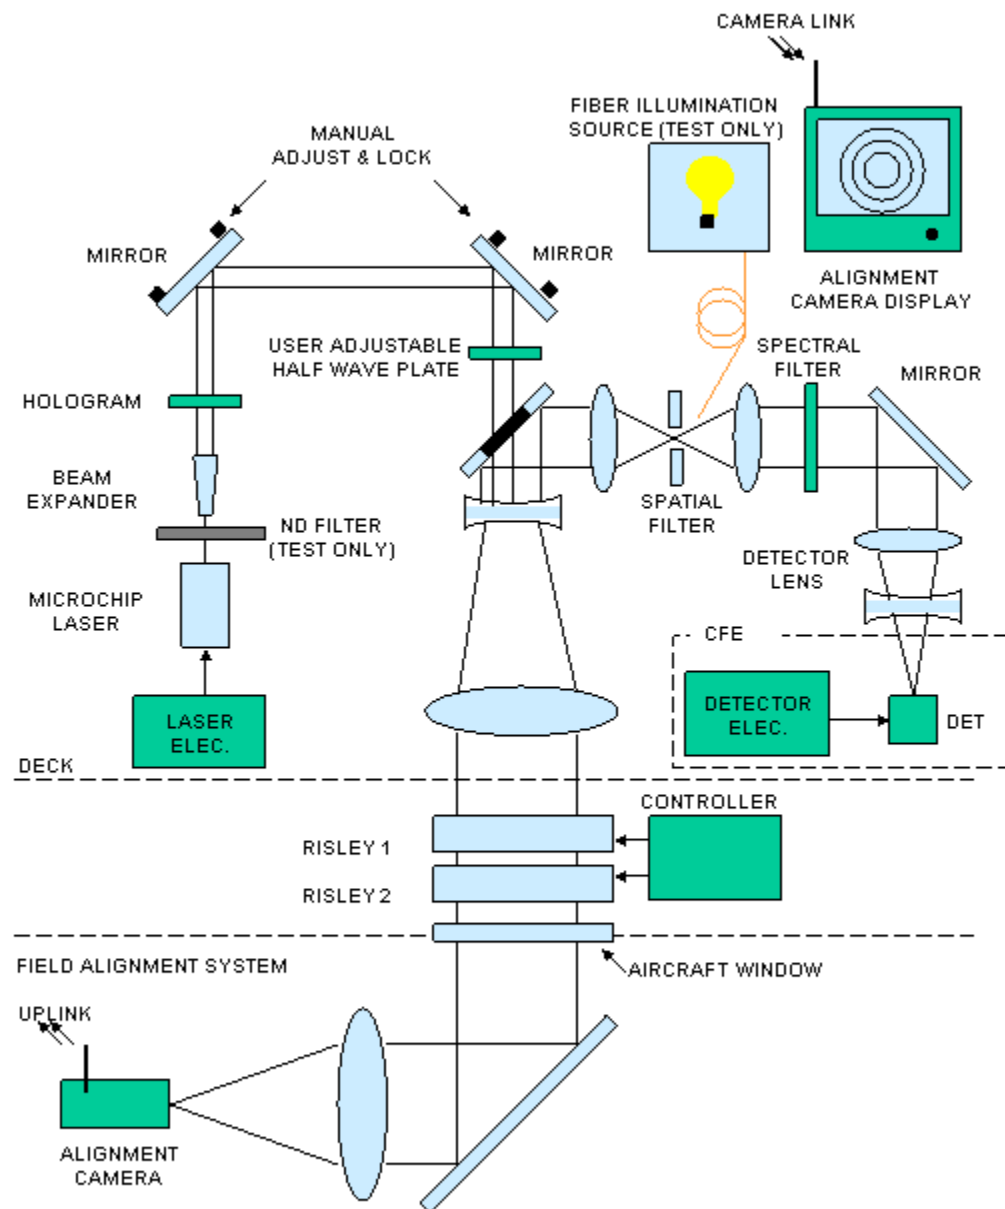 CAMERA LINK
FIBER ILLUMINATION
SOURCE (TEST ONLY)
MANUAL
ADJUST & LOCK
MIRROR
MIRROR
ALIGNMENT
CAMERA DISPLAY
USER ADJUSTABLE
HALF WAVE PLATE
SPECTRAL
FILTER
MIRROR
HOLOGRAM
BEAM
EXPANDER
SPATIAL
FILTER
ND FILTER
(TEST ONLY)
DETECTOR
LENS
MICROCHIP
LASER
CFE
LASER
ELEC.
DETECTOR
ELEC.
DET
DECK
CONTROLLER
RISLEY 1
RISLEY 2
FIELD ALIGNMENT SYSTEM
AIRCRAFT WINDOW
UPLINK
ALIGNMENT
CAMERA